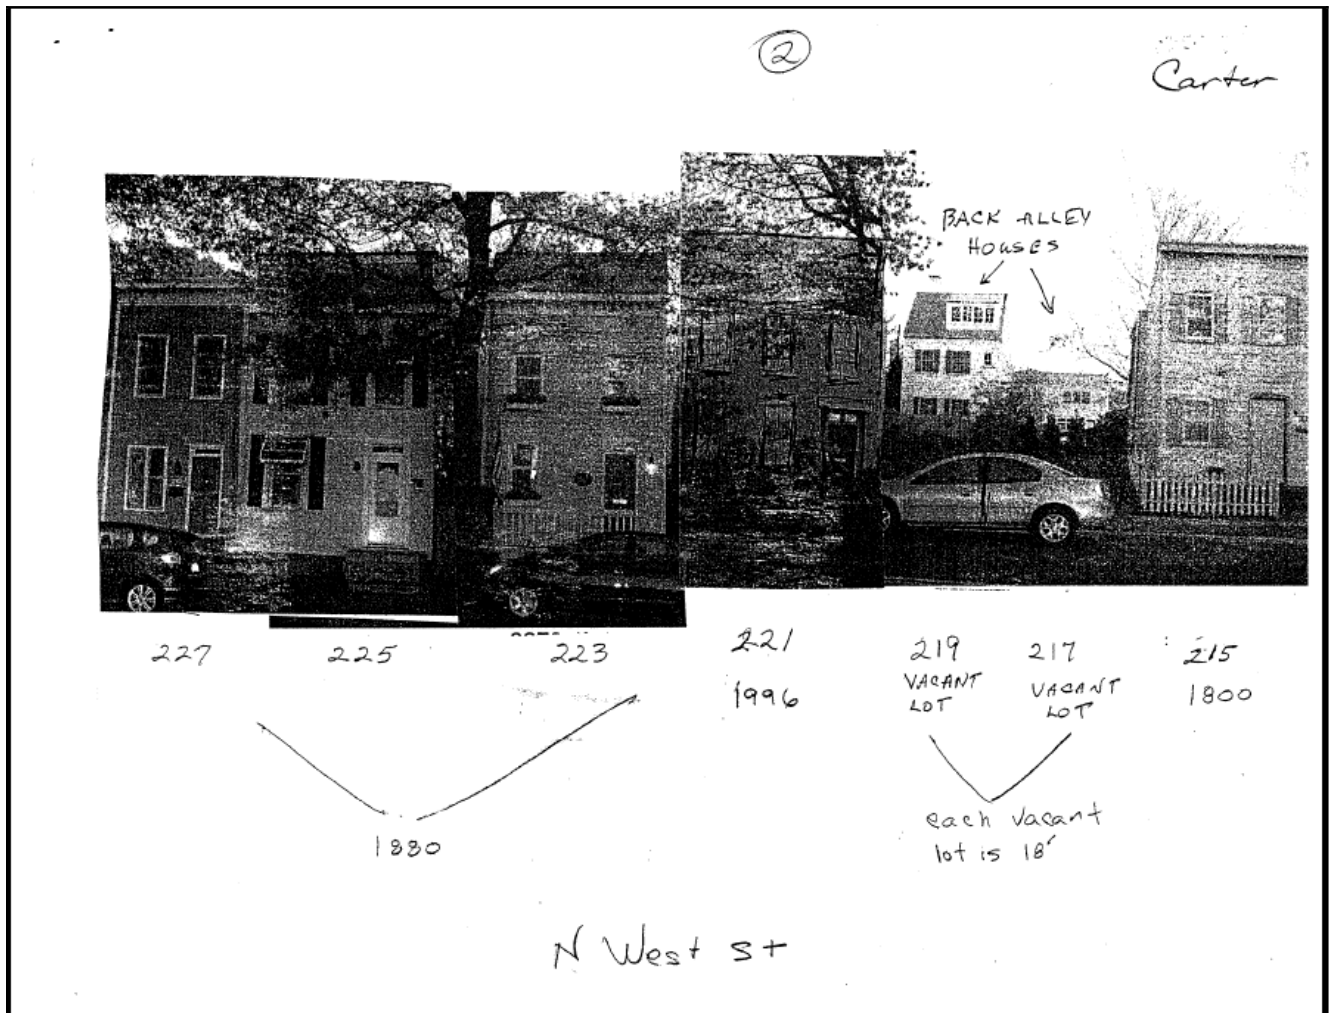 2
Carter
BACK ALLEY
HOUSES
227
225
223
221
1996
219
VACANT
LOT
217
VACANT
LOT
215
1800
1880
each vacant
lot is 18'
N West St